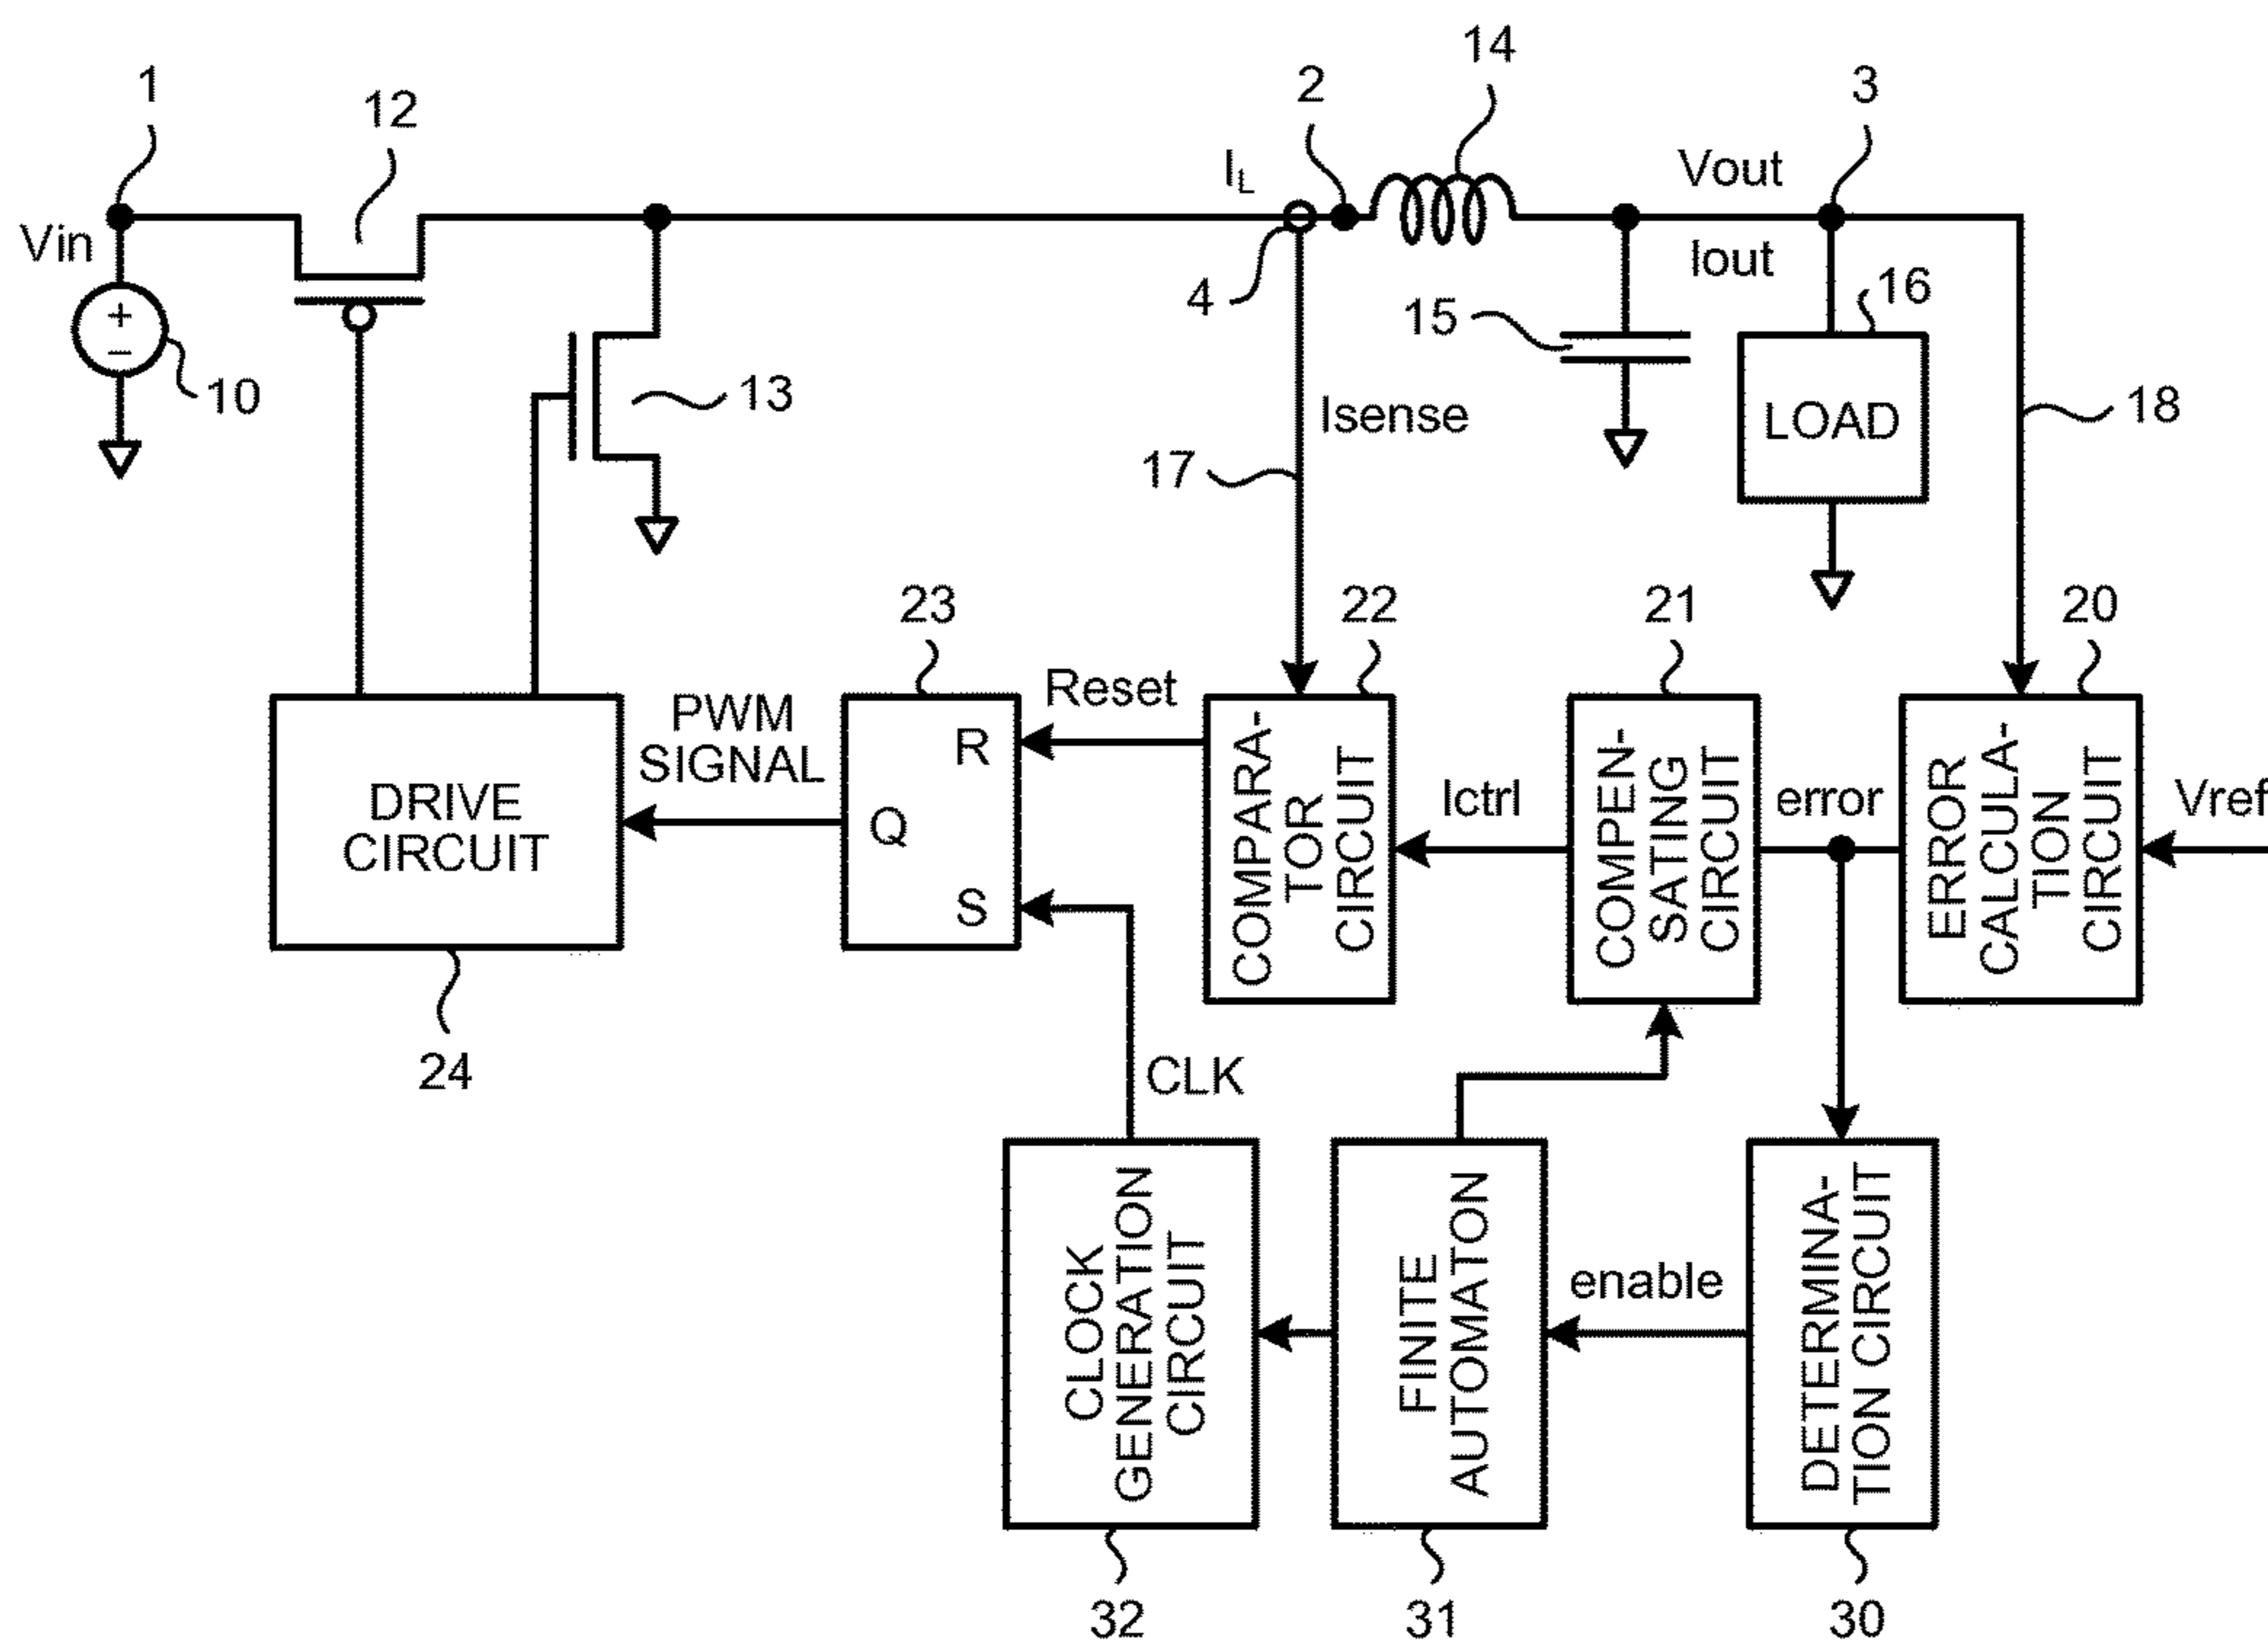 14
1
2
3
12
I_L
Vout
Vin
Iout
4
16
15
10
13
LOAD
18
Isense
17
23
22
21
20
Reset
PWM
SIGNAL
R
COMPARA-
TOR
CIRCUIT
COMPEN-
SATING
CIRCUIT
ERROR
CALCULA-
TION
CIRCUIT
DRIVE
CIRCUIT
Q
Ictrl
error
Vref
S
24
CLK
CLOCK
GENERATION
CIRCUIT
FINITE
AUTOMATON
enable
DETERMINA-
TION CIRCUIT
32
31
30
+
−